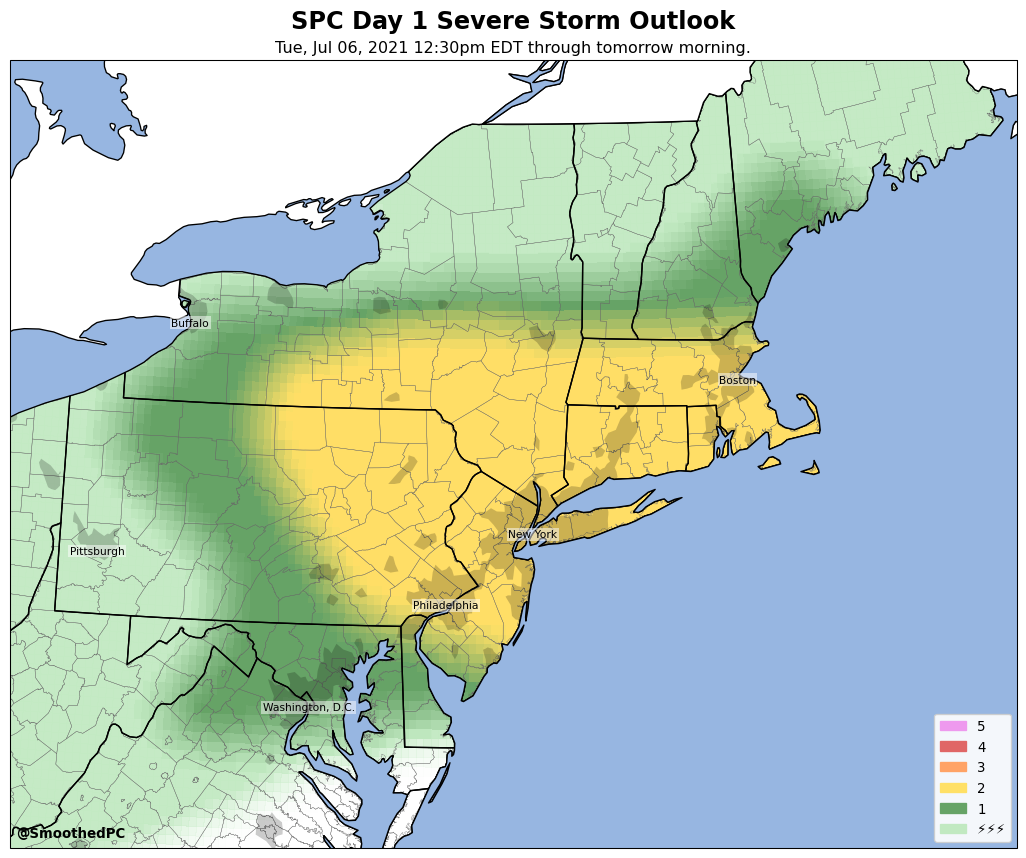 SPC Day 1 Severe Storm Outlook
Tue, Jul 06, 2021 12:30pm EDT through tomorrow morning.
Buffalo
Boston
New York
Pittsburgh
Philadelphia
Washington, D.C.
5
4
3
2
1
⚡⚡⚡
@SmoothedPC